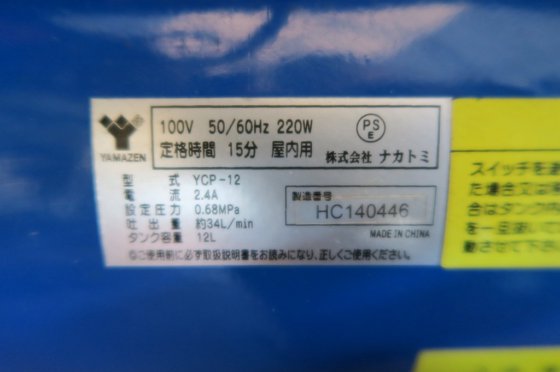 YAMAZEN
100V 50/60Hz 220W
定格時間 15分 屋内用
PS
E
株式会社 ナカトミ
型 式 YCP-12
電 流 2.4A
設定圧力 0.68MPa
吐 出 量 約34L/min
タンク容量 12L
製造番号
HC140446
MADE IN CHINA
ご使用前に必ず取扱説明書をお読みになり、正しくご使用ください。
スイッチを
た場合又は
合はタンク
を一旦抜いて
動させて下